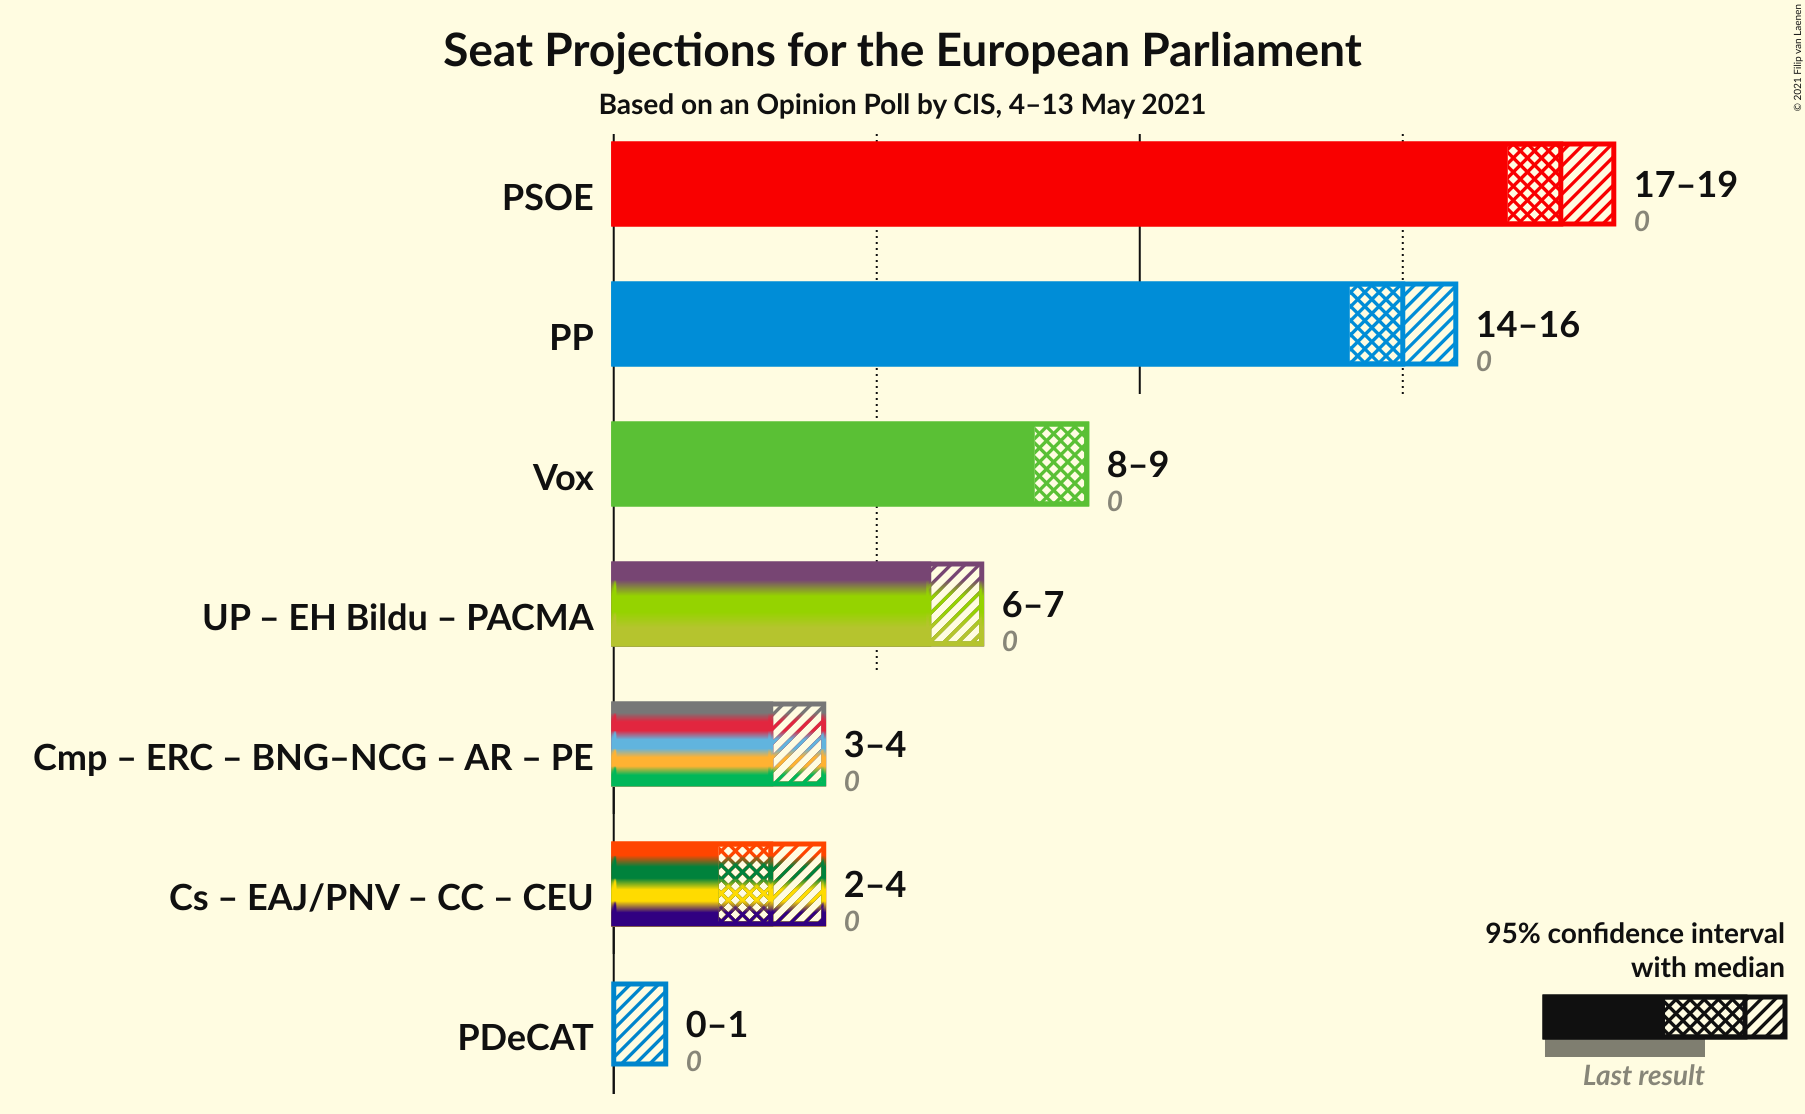 Seat Projections for the European Parliament
Based on an Opinion Poll by CIS, 4–13 May 2021
© 2021 Filip van Laenen
PSOE
17–19
0
PP
14–16
0
Vox
8–9
0
UP – EH Bildu – PACMA
6–7
0
Cmp – ERC – BNG–NCG – AR – PE
3–4
0
Cs – EAJ/PNV – CC – CEU
2–4
0
PDeCAT
0–1
0
95% confidence interval
with median
Last result